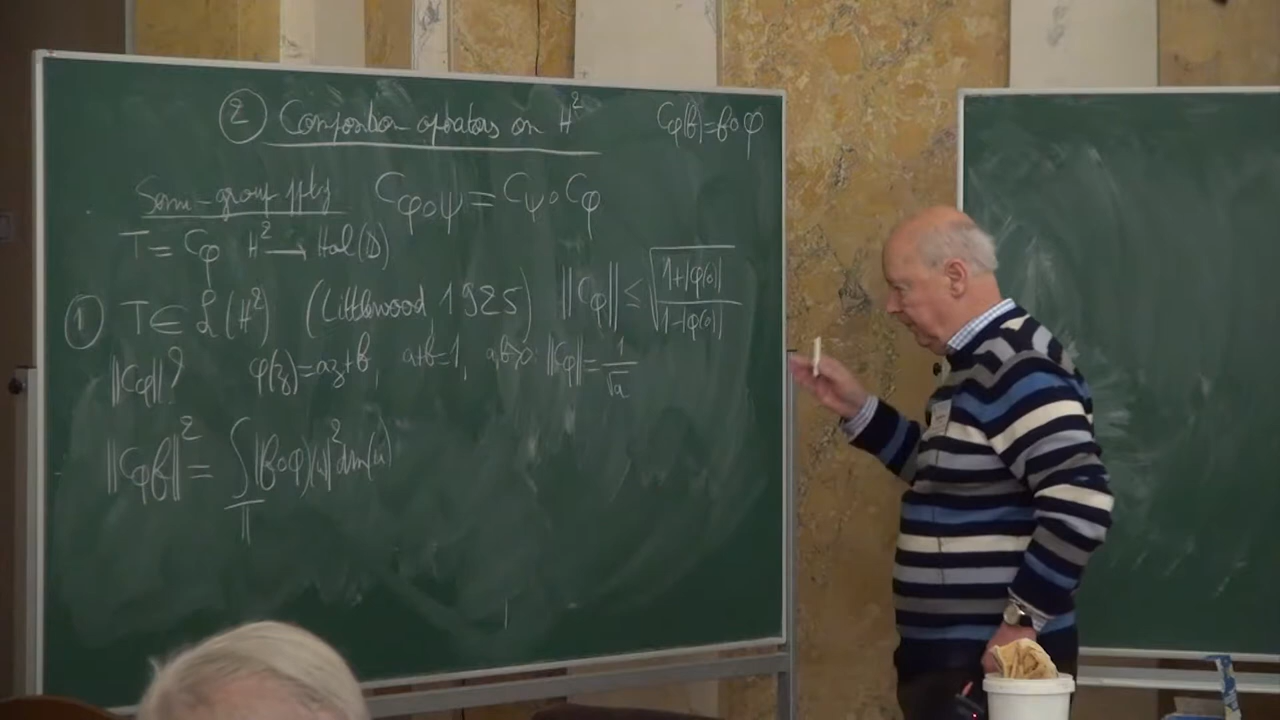 ② Composition operators on H² C_φ(f)=f∘φ
Semi-group ppty C_{φ∘ψ} = C_ψ∘C_φ
T = C_φ H² → Hol(D)
① T ∈ ℒ(H²) (Littlewood 1925) ‖C_φ‖ ≤ √((1+|φ(0)|)/(1-|φ(0)|))
‖C_φ‖? φ(z)=az+b, a+b=1, a,b>0: ‖C_φ‖ = 1/√a
‖C_φ f‖² = ∫_𝕋 |(f∘φ)(u)|² dm(u)